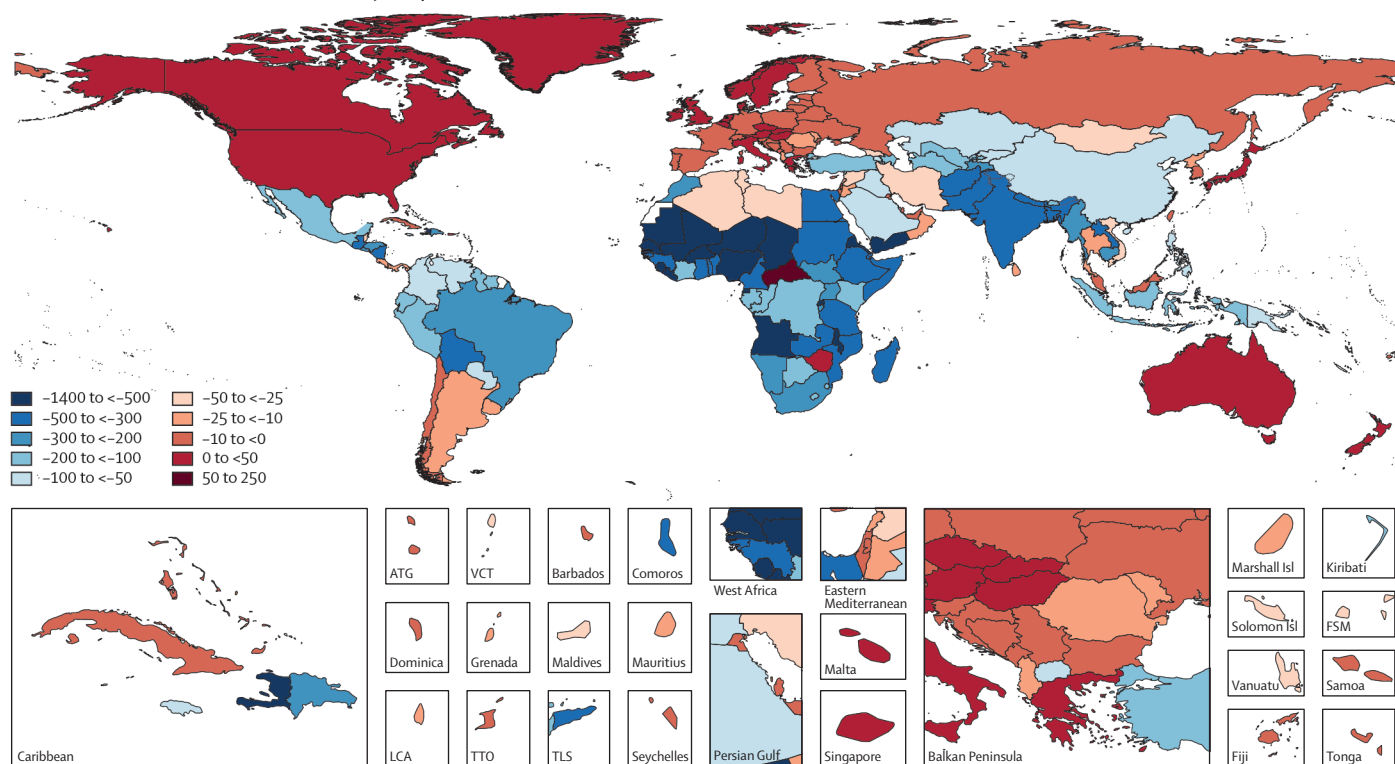 –1400 to <–500
–500 to <–300
–300 to <–200
–200 to <–100
–100 to <–50
–50 to <–25
–25 to <–10
–10 to <0
0 to <50
50 to 250
Caribbean
ATG
VCT
Barbados
Comoros
Dominica
Grenada
Maldives
Mauritius
LCA
TTO
TLS
Seychelles
West Africa
Eastern
Mediterranean
Persian Gulf
Malta
Singapore
Balkan Peninsula
Marshall Isl
Kiribati
Solomon Isl
FSM
Vanuatu
Samoa
Fiji
Tonga